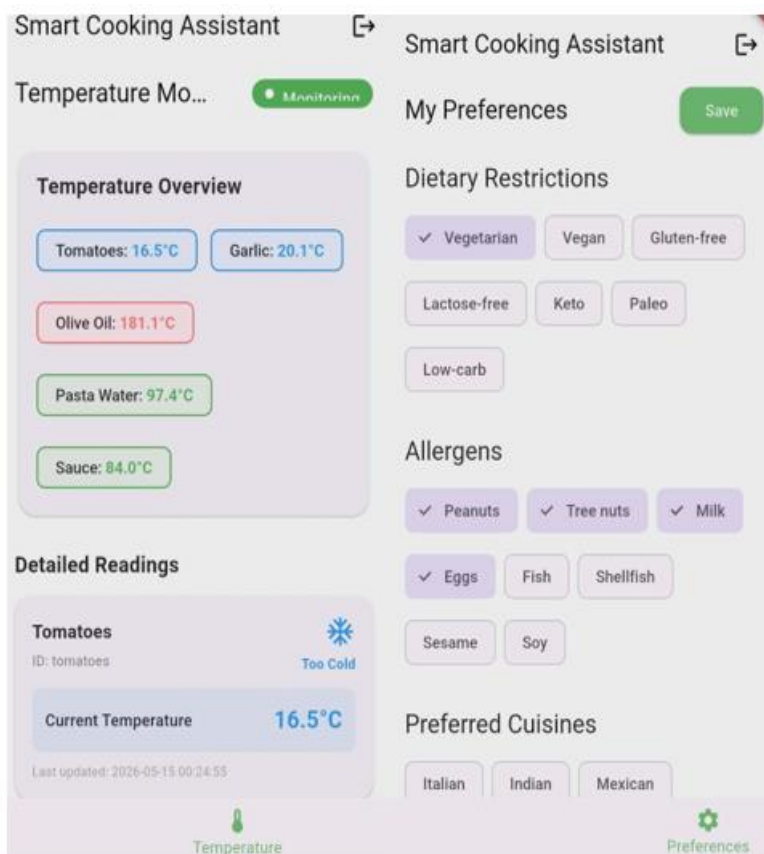 Smart Cooking Assistant
Temperature Mo...
Monitoring
Temperature Overview
Tomatoes: 16.5°C
Garlic: 20.1°C
Olive Oil: 181.1°C
Pasta Water: 97.4°C
Sauce: 84.0°C
Detailed Readings
Tomatoes
ID: tomatoes
Too Cold
Current Temperature
16.5°C
Last updated: 2026-05-15 00:24:55
Temperature
Smart Cooking Assistant
My Preferences
Save
Dietary Restrictions
Vegetarian
Vegan
Gluten-free
Lactose-free
Keto
Paleo
Low-carb
Allergens
Peanuts
Tree nuts
Milk
Eggs
Fish
Shellfish
Sesame
Soy
Preferred Cuisines
Italian
Indian
Mexican
Preferences